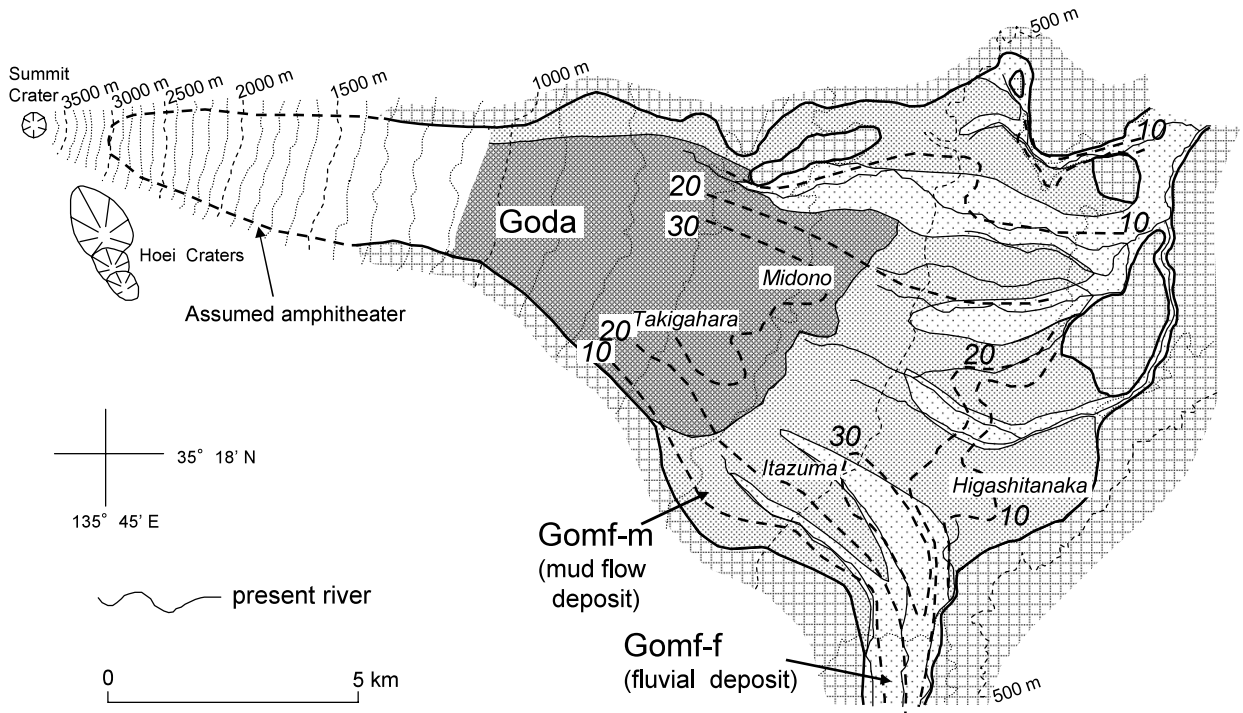 Summit
Crater
3500 m
3000 m
2500 m
2000 m
1500 m
1000 m
500 m
10
20
30
Goda
10
Hoei Craters
Midono
Assumed amphitheater
Takigahara
20
10
20
35° 18' N
135° 45' E
30
Itazuma
Higashitanaka
10
Gomf-m
(mud flow
deposit)
present river
Gomf-f
(fluvial deposit)
0
5 km
500 m